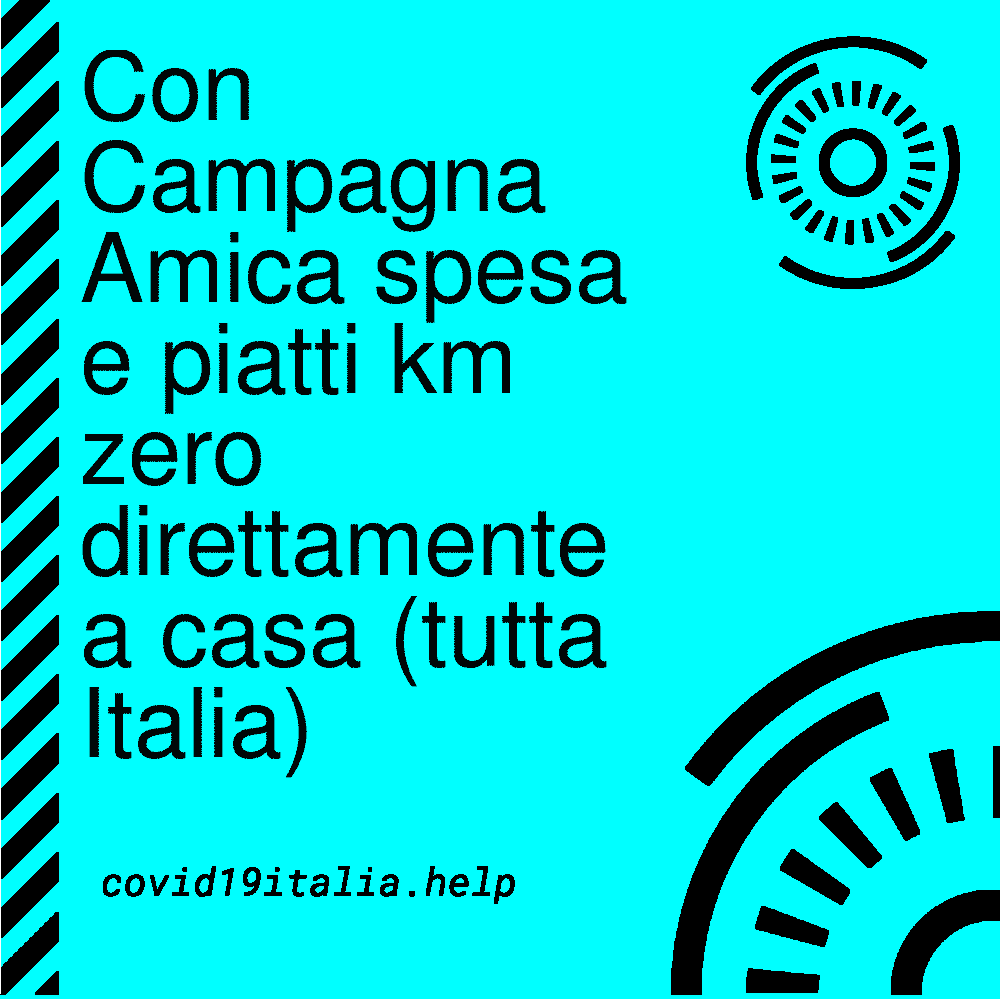 Con
Campagna
Amica spesa
e piatti km
zero
direttamente
a casa (tutta
Italia)
covid19italia.help